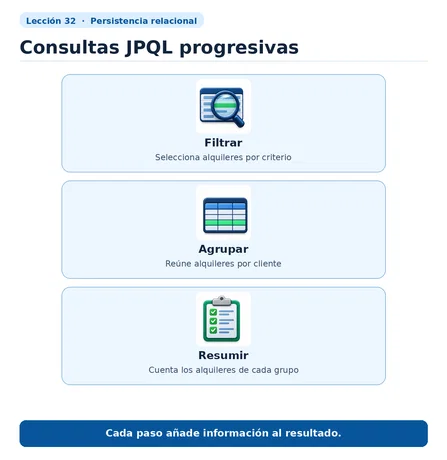 Lección 32 · Persistencia relacional
Consultas JPQL progresivas
Filtrar
Selecciona alquileres por criterio
Agrupar
Reúne alquileres por cliente
Resumir
Cuenta los alquileres de cada grupo
Cada paso añade información al resultado.